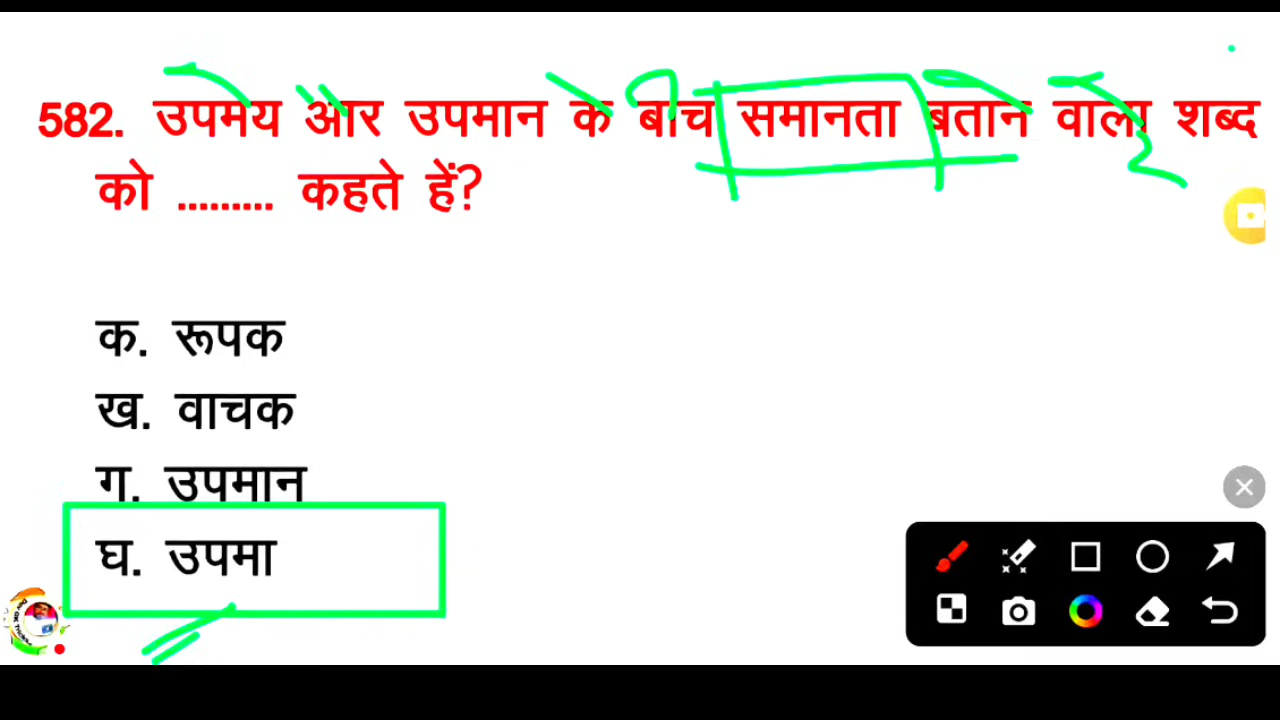 582. उपमेय और उपमान के बीच समानता बताने वाला शब्द
को ......... कहते हें?
क. रूपक
ख. वाचक
ग. उपमान
घ. उपमा